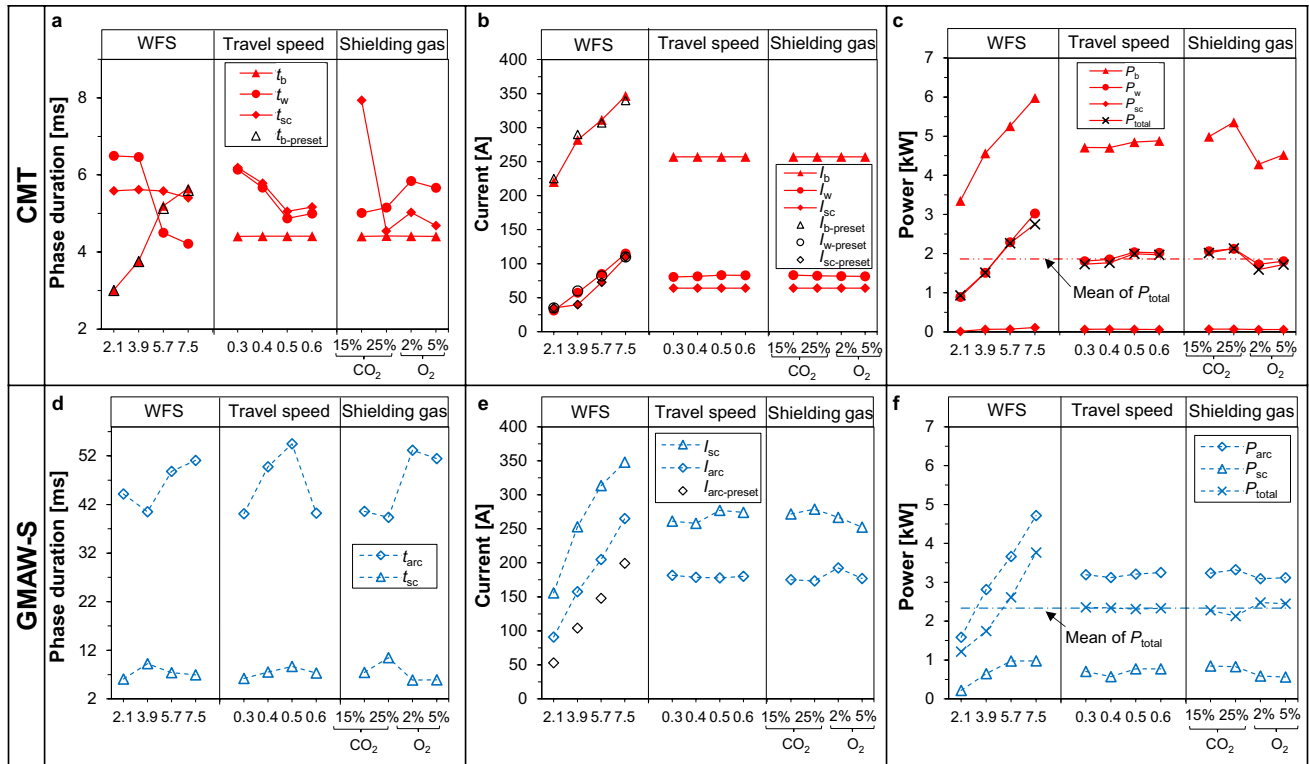 CMT
a
WFS Travel speed Shielding gas
Phase duration [ms]
8
6
4
2
t_b
t_w
t_sc
t_b-preset
2.1 3.9 5.7 7.5 0.3 0.4 0.5 0.6 15% 25% 2% 5%
CO₂ O₂
b
WFS Travel speed Shielding gas
Current [A]
400
350
300
250
200
150
100
50
0
I_b
I_w
I_sc
I_b-preset
I_w-preset
I_sc-preset
2.1 3.9 5.7 7.5 0.3 0.4 0.5 0.6 15% 25% 2% 5%
CO₂ O₂
c
WFS Travel speed Shielding gas
Power [kW]
7
6
5
4
3
2
1
0
P_b
P_w
P_sc
P_total
Mean of P_total
2.1 3.9 5.7 7.5 0.3 0.4 0.5 0.6 15% 25% 2% 5%
CO₂ O₂
GMAW-S
d
WFS Travel speed Shielding gas
Phase duration [ms]
52
42
32
22
12
2
t_arc
t_sc
2.1 3.9 5.7 7.5 0.3 0.4 0.5 0.6 15% 25% 2% 5%
CO₂ O₂
e
WFS Travel speed Shielding gas
Current [A]
400
350
300
250
200
150
100
50
0
I_sc
I_arc
I_arc-preset
2.1 3.9 5.7 7.5 0.3 0.4 0.5 0.6 15% 25% 2% 5%
CO₂ O₂
f
WFS Travel speed Shielding gas
Power [kW]
7
6
5
4
3
2
1
0
P_arc
P_sc
P_total
Mean of P_total
2.1 3.9 5.7 7.5 0.3 0.4 0.5 0.6 15% 25% 2% 5%
CO₂ O₂